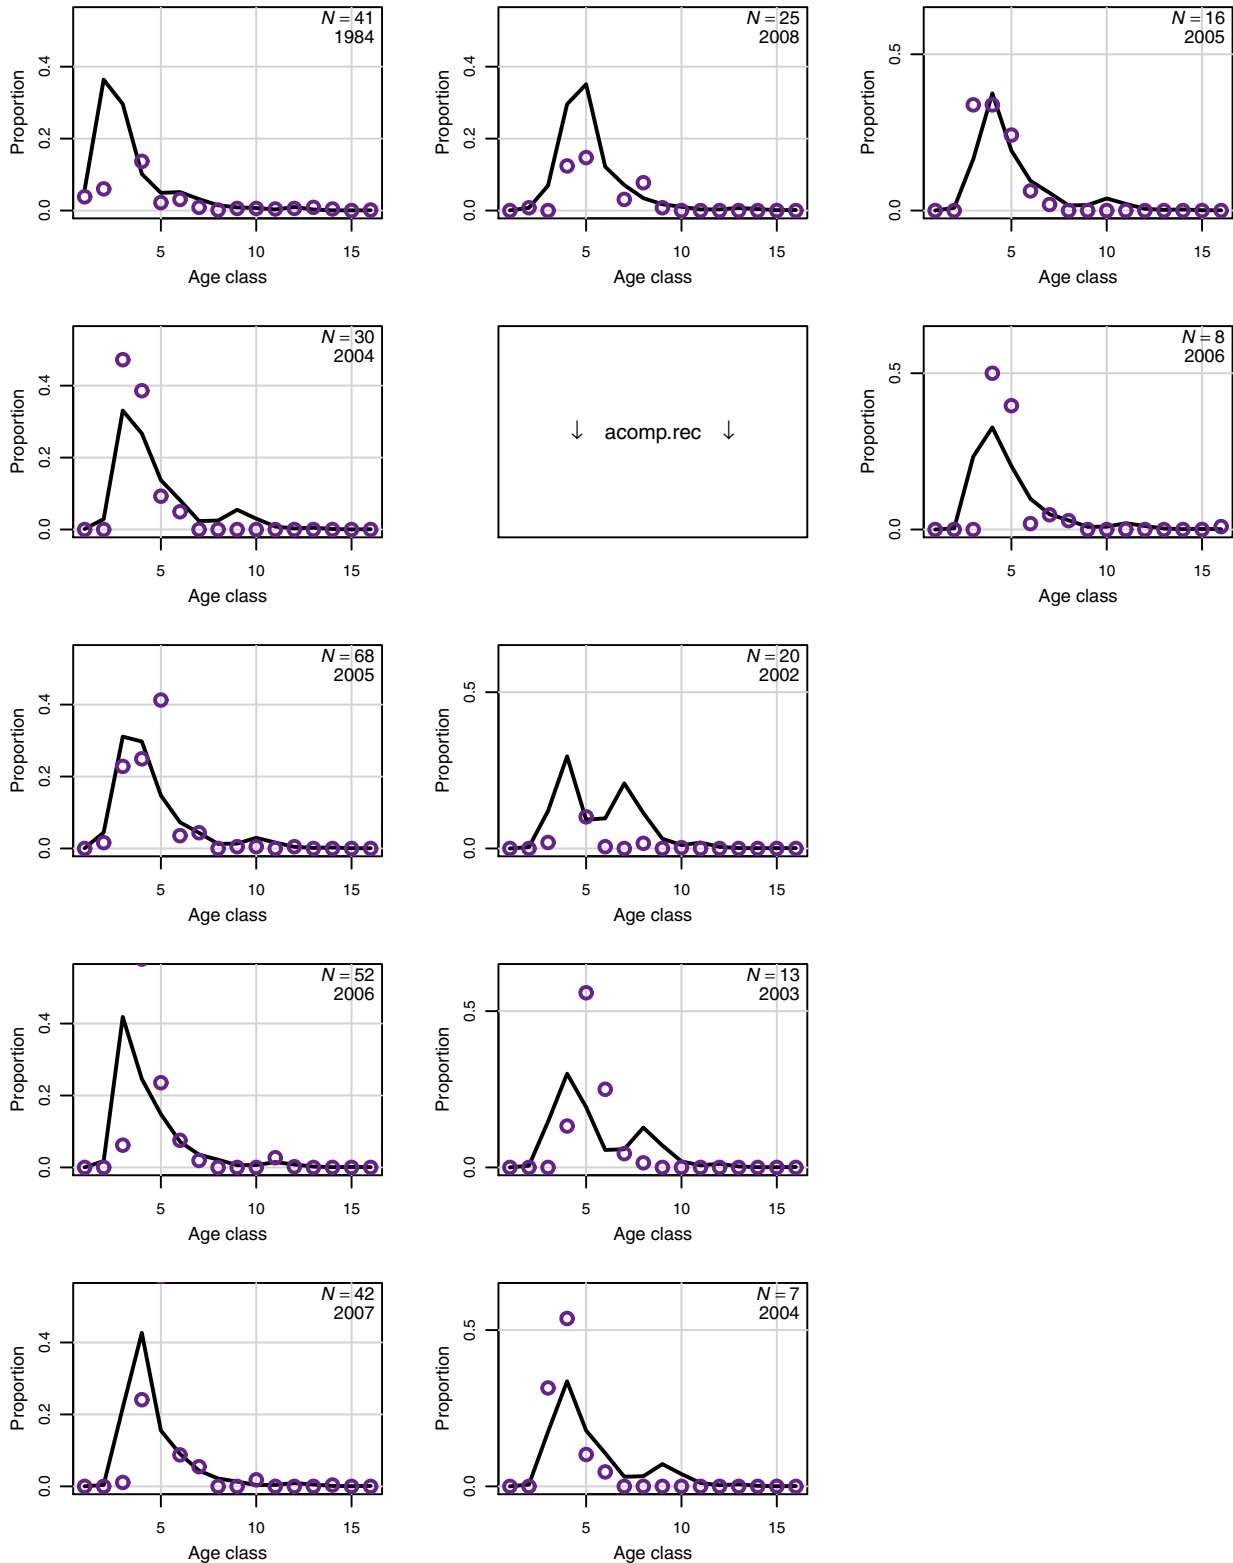 N = 41
1984
Proportion
0.0 0.2 0.4
5 10 15
Age class
N = 30
2004
Proportion
0.0 0.2 0.4
5 10 15
Age class
N = 68
2005
Proportion
0.0 0.2 0.4
5 10 15
Age class
N = 52
2006
Proportion
0.0 0.2 0.4
5 10 15
Age class
N = 42
2007
Proportion
0.0 0.2 0.4
5 10 15
Age class
N = 25
2008
Proportion
0.0 0.2 0.4
5 10 15
Age class
↓ acomp.rec ↓
N = 20
2002
Proportion
0.0 0.5
5 10 15
Age class
N = 13
2003
Proportion
0.0 0.5
5 10 15
Age class
N = 7
2004
Proportion
0.0 0.5
5 10 15
Age class
N = 16
2005
Proportion
0.0 0.5
5 10 15
Age class
N = 8
2006
Proportion
0.0 0.5
5 10 15
Age class